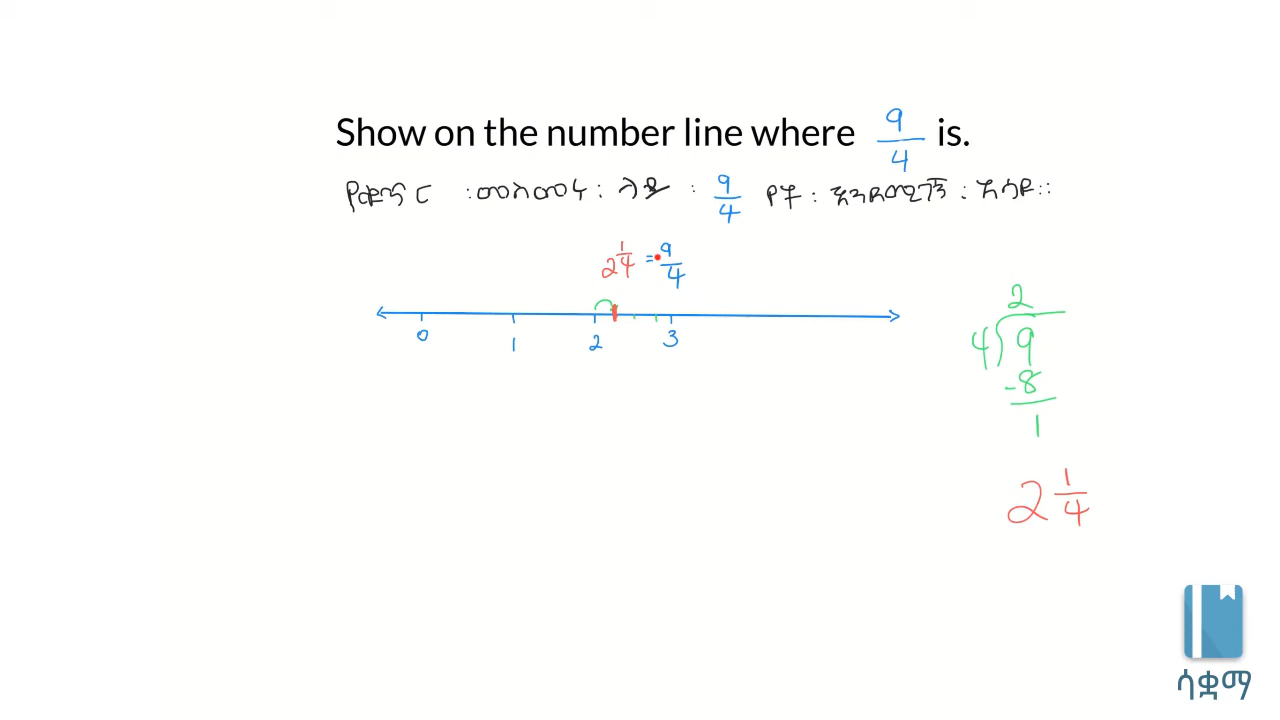 Show on the number line where 9/4 is.
የቁጥር ፡ መስመሩ ፡ ላይ ፡ 9/4 የት ፡ እንደሚገኝ ፡ አሳይ ።
2 1/4 = 9/4
0 1 2 3
2
4 9
-8
1
2 1/4
ሳቋማ